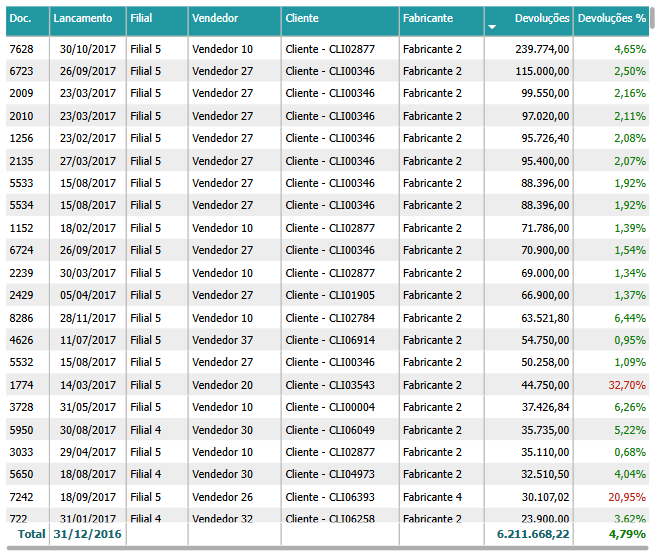 Doc. Lancamento Filial Vendedor Cliente Fabricante Devoluções Devoluções %
7628 30/10/2017 Filial 5 Vendedor 10 Cliente - CLI02877 Fabricante 2 239.774,00 4,65%
6723 26/09/2017 Filial 5 Vendedor 27 Cliente - CLI00346 Fabricante 2 115.000,00 2,50%
2009 23/03/2017 Filial 5 Vendedor 27 Cliente - CLI00346 Fabricante 2 99.550,00 2,16%
2010 23/03/2017 Filial 5 Vendedor 27 Cliente - CLI00346 Fabricante 2 97.020,00 2,11%
1256 23/02/2017 Filial 5 Vendedor 27 Cliente - CLI00346 Fabricante 2 95.726,40 2,08%
2135 27/03/2017 Filial 5 Vendedor 27 Cliente - CLI00346 Fabricante 2 95.400,00 2,07%
5533 15/08/2017 Filial 5 Vendedor 27 Cliente - CLI00346 Fabricante 2 88.396,00 1,92%
5534 15/08/2017 Filial 5 Vendedor 27 Cliente - CLI00346 Fabricante 2 88.396,00 1,92%
1152 18/02/2017 Filial 5 Vendedor 10 Cliente - CLI02877 Fabricante 2 71.786,00 1,39%
6724 26/09/2017 Filial 5 Vendedor 27 Cliente - CLI00346 Fabricante 2 70.900,00 1,54%
2239 30/03/2017 Filial 5 Vendedor 10 Cliente - CLI02877 Fabricante 2 69.000,00 1,34%
2429 05/04/2017 Filial 5 Vendedor 27 Cliente - CLI01905 Fabricante 2 66.900,00 1,37%
8286 28/11/2017 Filial 5 Vendedor 10 Cliente - CLI02784 Fabricante 2 63.521,80 6,44%
4626 11/07/2017 Filial 5 Vendedor 37 Cliente - CLI06914 Fabricante 2 54.750,00 0,95%
5532 15/08/2017 Filial 5 Vendedor 27 Cliente - CLI00346 Fabricante 2 50.258,00 1,09%
1774 14/03/2017 Filial 5 Vendedor 20 Cliente - CLI03543 Fabricante 2 44.750,00 32,70%
3728 31/05/2017 Filial 5 Vendedor 10 Cliente - CLI00004 Fabricante 2 37.426,84 6,26%
5950 30/08/2017 Filial 4 Vendedor 30 Cliente - CLI06049 Fabricante 2 35.735,00 5,22%
3033 29/04/2017 Filial 5 Vendedor 10 Cliente - CLI02877 Fabricante 2 35.110,00 0,68%
5650 18/08/2017 Filial 4 Vendedor 30 Cliente - CLI04973 Fabricante 2 32.510,50 4,04%
7242 18/09/2017 Filial 5 Vendedor 26 Cliente - CLI06393 Fabricante 4 30.107,02 20,95%
722 31/01/2017 Filial 4 Vendedor 32 Cliente - CLI06258 Fabricante 2 23.900,00 3,62%
Total 31/12/2016 6.211.668,22 4,79%